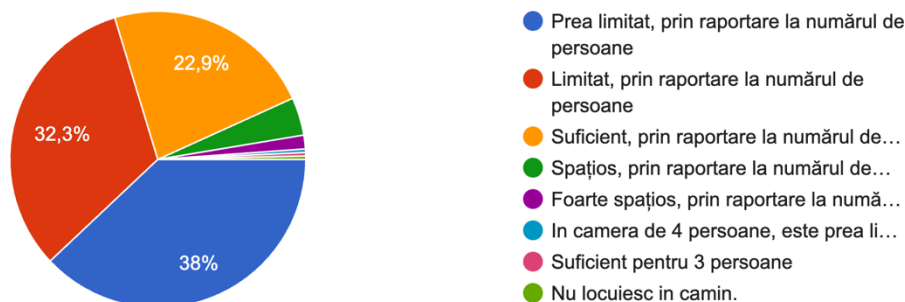 22,9%
32,3%
38%
Prea limitat, prin raportare la numărul de
persoane
Limitat, prin raportare la numărul de
persoane
Suficient, prin raportare la numărul de…
Spațios, prin raportare la numărul de…
Foarte spațios, prin raportare la numă…
In camera de 4 persoane, este prea li…
Suficient pentru 3 persoane
Nu locuiesc in camin.